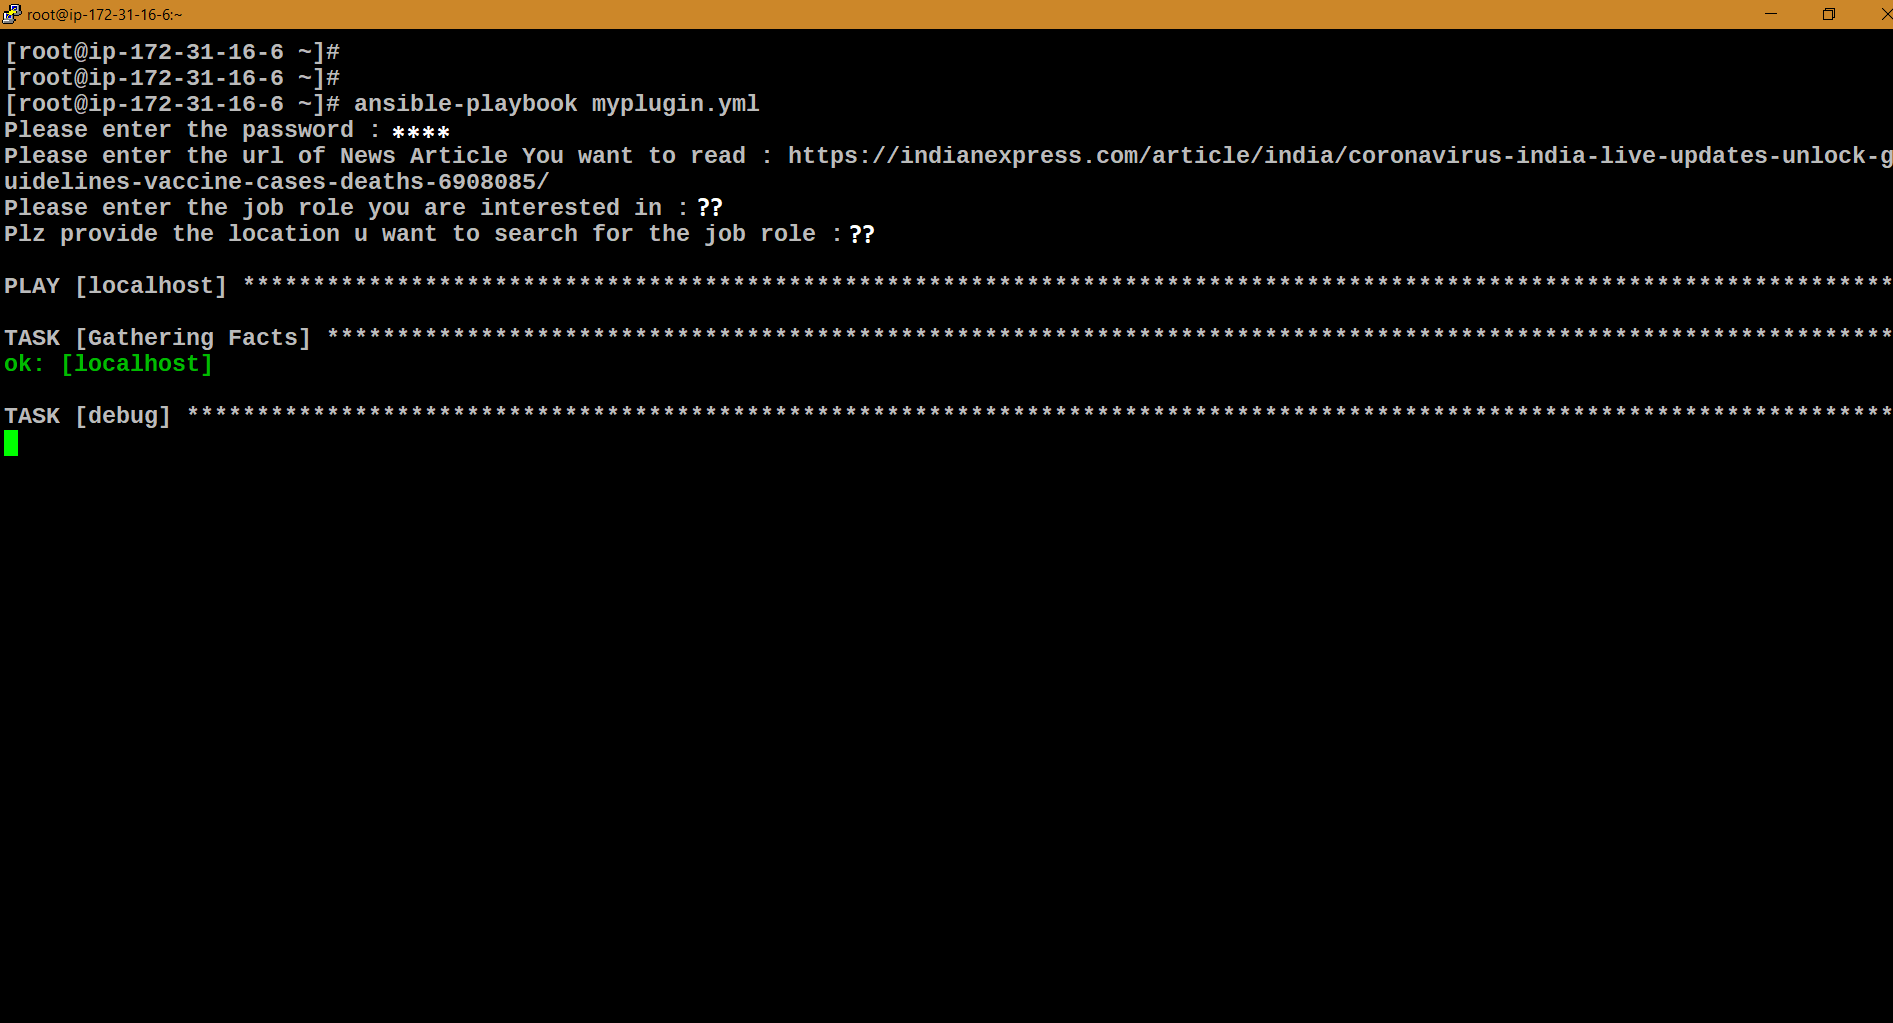 root@ip-172-31-16-6:~
[root@ip-172-31-16-6 ~]#
[root@ip-172-31-16-6 ~]#
[root@ip-172-31-16-6 ~]# ansible-playbook myplugin.yml
Please enter the password : ****
Please enter the url of News Article You want to read : https://indianexpress.com/article/india/coronavirus-india-live-updates-unlock-g
uidelines-vaccine-cases-deaths-6908085/
Please enter the job role you are interested in : ??
Plz provide the location u want to search for the job role : ??
PLAY [localhost] **********************************************************************************************************************
TASK [Gathering Facts] ****************************************************************************************************************
ok: [localhost]
TASK [debug] **************************************************************************************************************************